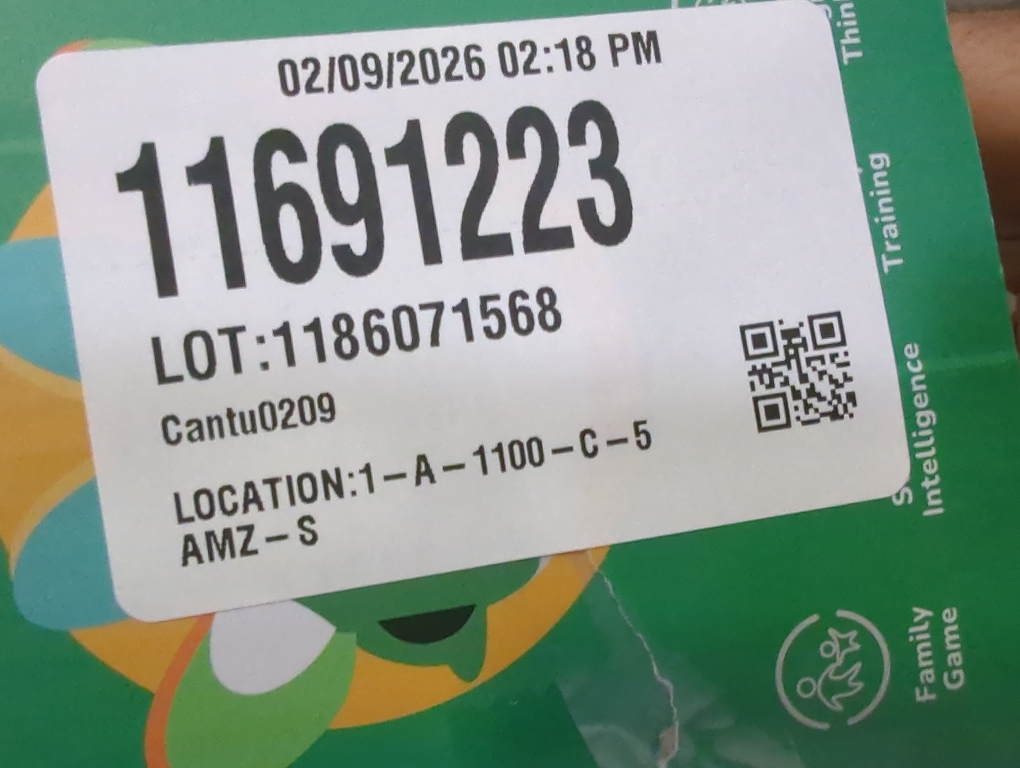 02/09/2026 02:18 PM
11691223
LOT:1186071568
Cantu0209
LOCATION:1-A-1100-C-5
AMZ-S
Training
Intelligence
Family
Game